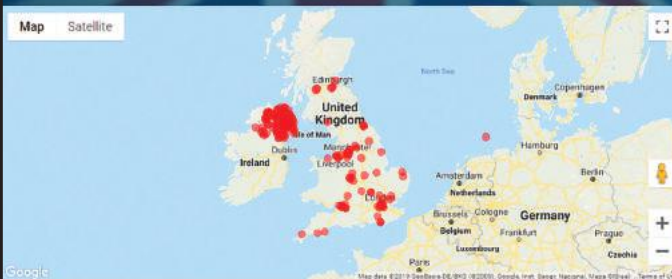 Map Satellite
North Sea
Edinburgh
Copenhagen
Denmark
United
Kingdom
Isle of Man
Dublin
Manchester
Hamburg
Ireland
Liverpool
Berlin
Amsterdam
Netherlands
London
Brussels
Cologne
Germany
Belgium
Frankfurt
Prague
Luxembourg
Czechia
Paris
Google